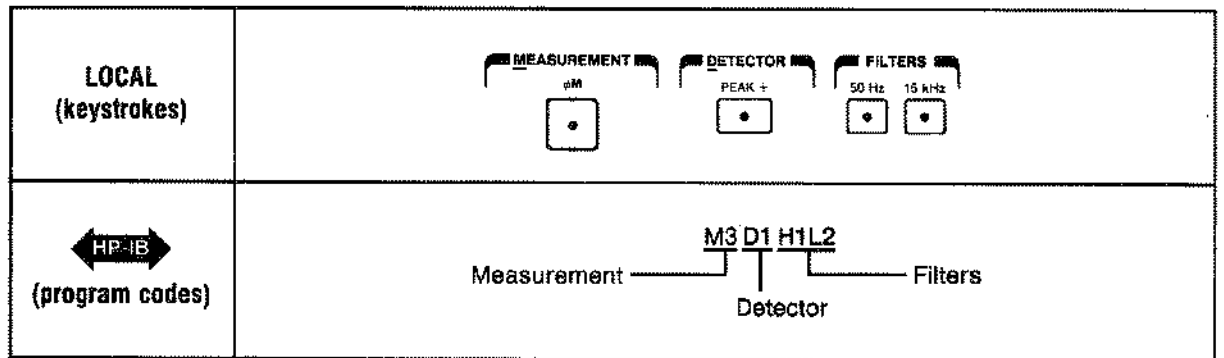 LOCAL
(keystrokes)
MEASUREMENT DETECTOR FILTERS
φM PEAK + 50 Hz 15 kHz
HP-IB
(program codes)
M3 D1 H1L2
Measurement Filters
Detector